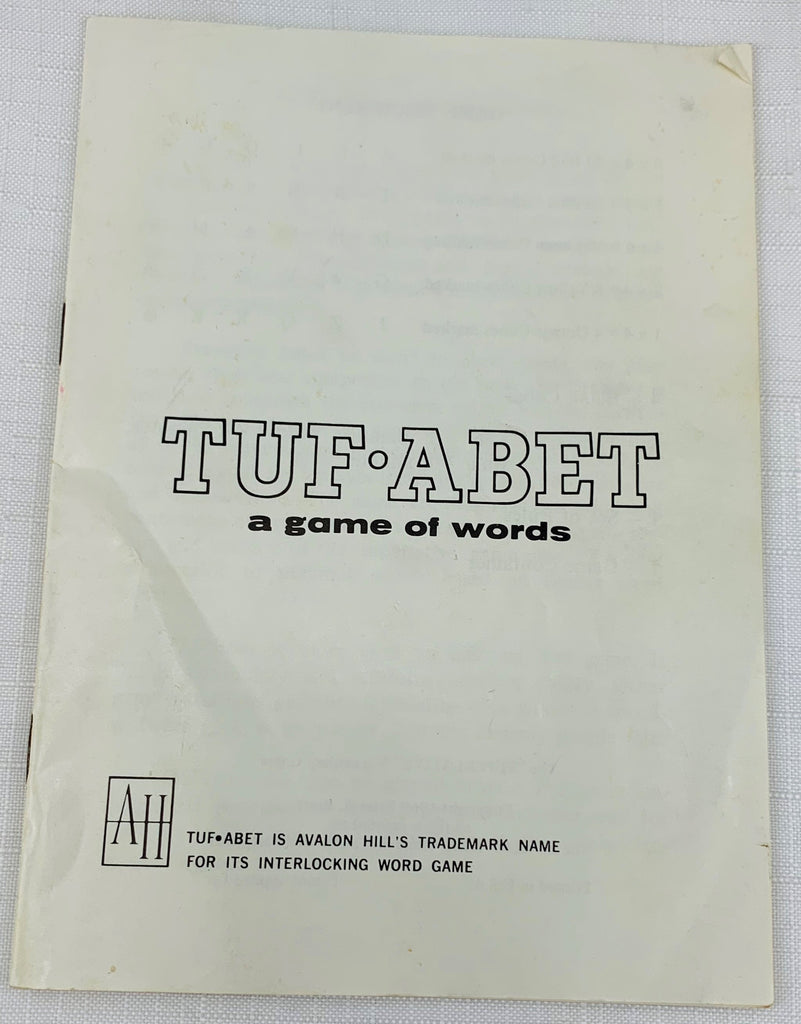 TUF•ABET
a game of words
AH
TUF•ABET IS AVALON HILL'S TRADEMARK NAME
FOR ITS INTERLOCKING WORD GAME